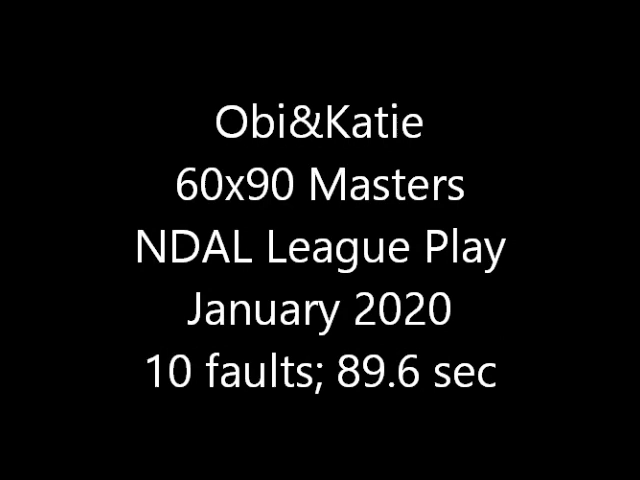 Obi&Katie
60x90 Masters
NDAL League Play
January 2020
10 faults; 89.6 sec